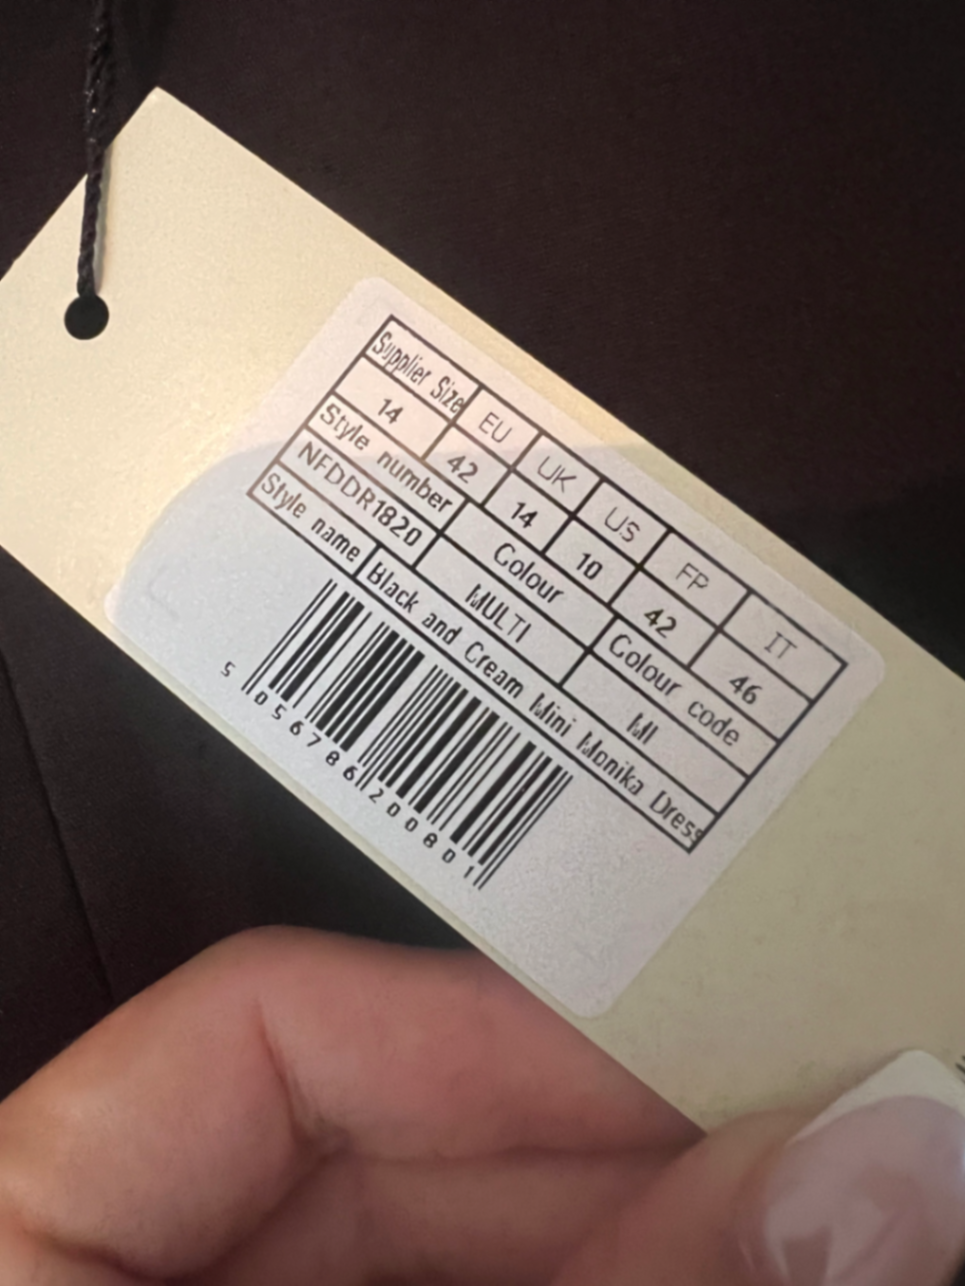 Supplier Size EU UK US FP IT
14 42 14 10 42 46
Style number Colour Colour code
NFDDR1820 MULTI MI
Style name Black and Cream Mini Monika Dress
5 056786 200801